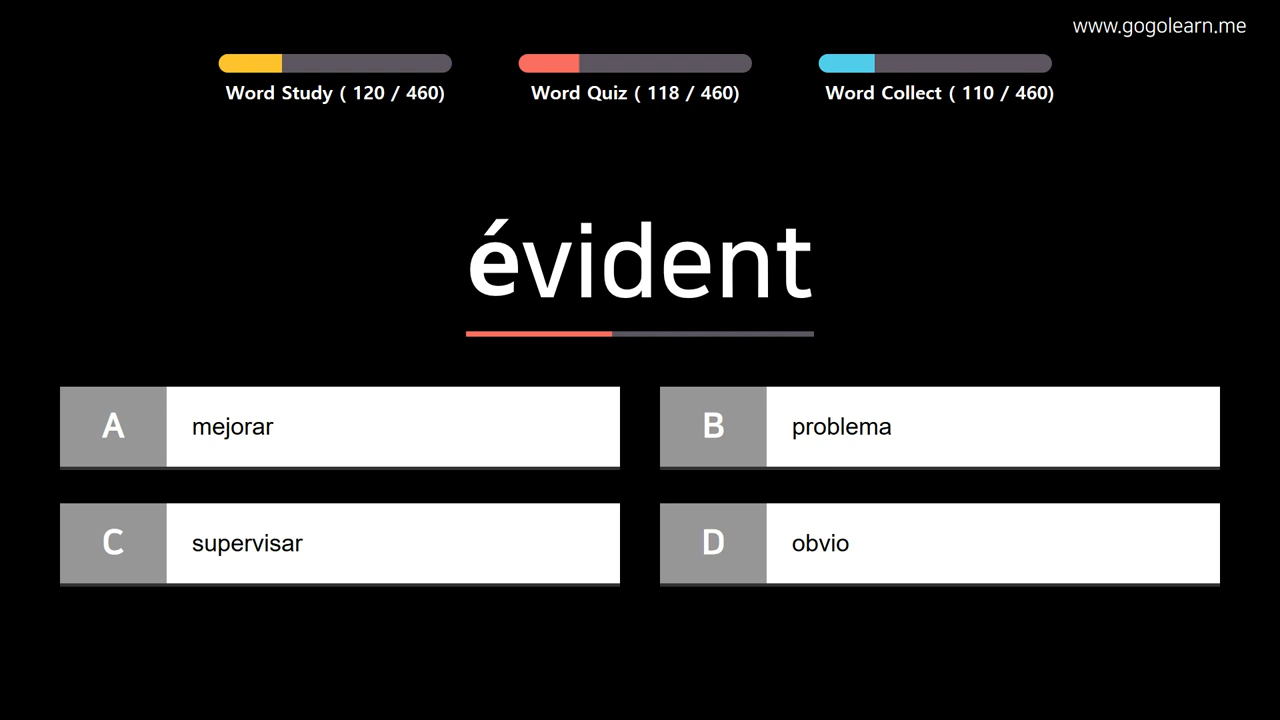 www.gogolearn.me
Word Study ( 120 / 460)
Word Quiz ( 118 / 460)
Word Collect ( 110 / 460)
évident
A mejorar
B problema
C supervisar
D obvio